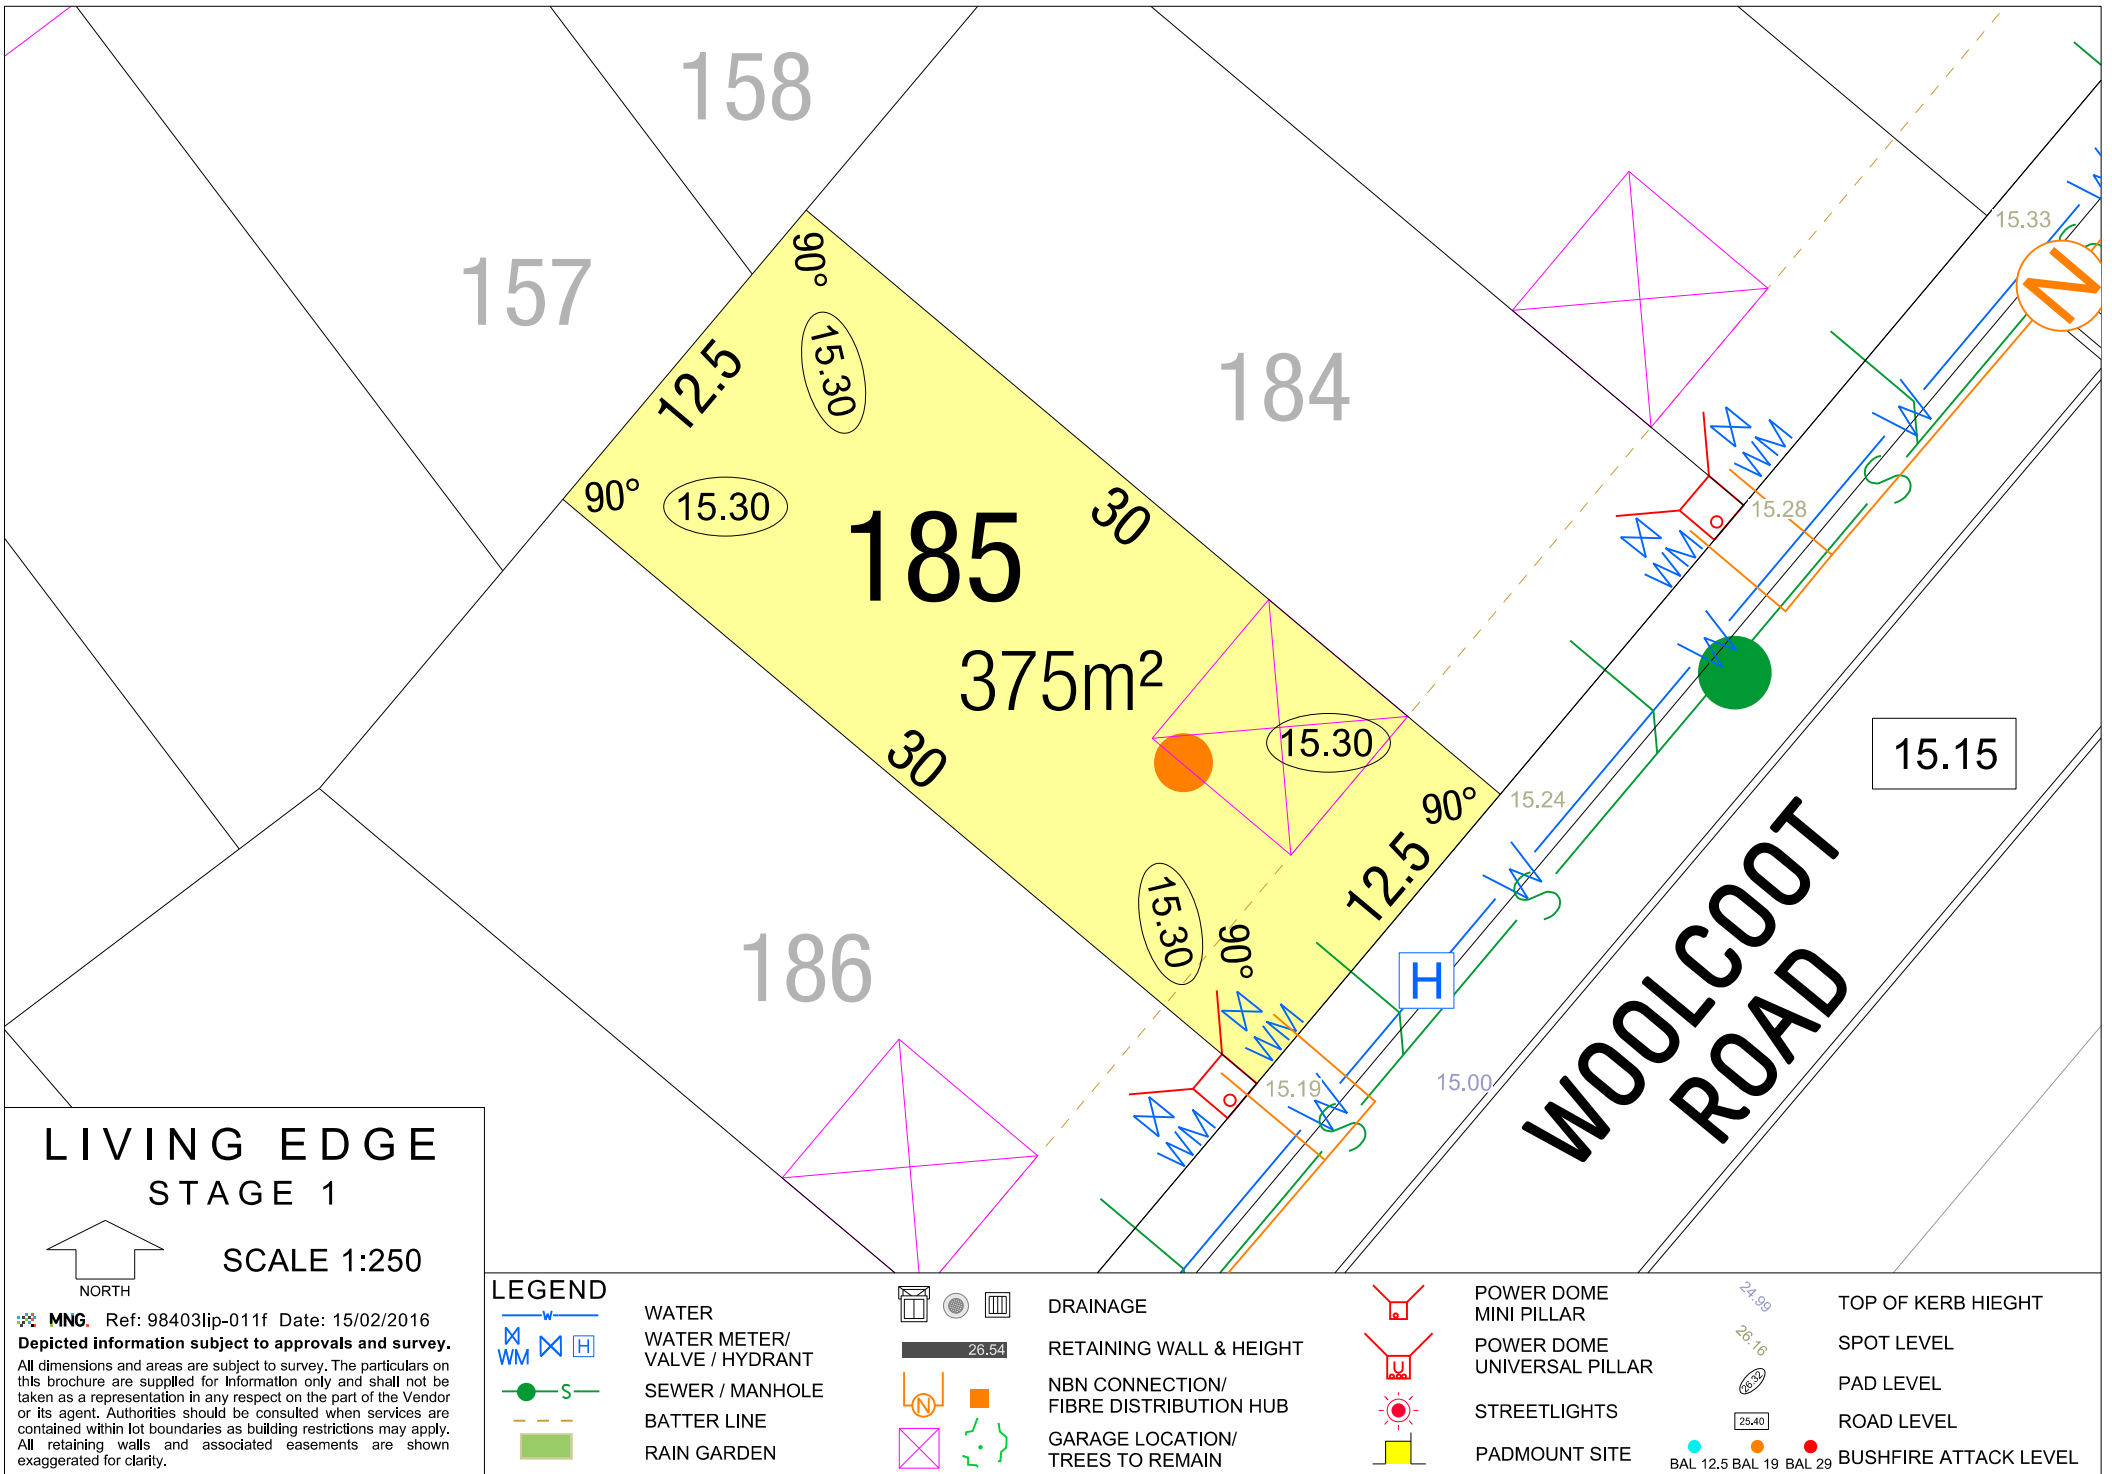 158
157
184
186
90°
12.5
15.30
90°
15.30
30
185
375m²
30
15.30
90°
12.5
15.30
90°
15.33
N
W
WM
S
15.28
WM
W
15.15
15.24
W
S
H
WM
15.19
15.00
W
S
WM
WOOLCOOT
ROAD
LIVING EDGE
STAGE 1
SCALE 1:250
NORTH
MNG. Ref: 98403lip-011f Date: 15/02/2016
Depicted information subject to approvals and survey.
All dimensions and areas are subject to survey. The particulars on
this brochure are supplied for information only and shall not be
taken as a representation in any respect on the part of the Vendor
or its agent. Authorities should be consulted when services are
contained within lot boundaries as building restrictions may apply.
All retaining walls and associated easements are shown
exaggerated for clarity.
LEGEND
W
WATER
WM H
WATER METER/
VALVE / HYDRANT
S
SEWER / MANHOLE
BATTER LINE
RAIN GARDEN
DRAINAGE
26.54
RETAINING WALL & HEIGHT
N
NBN CONNECTION/
FIBRE DISTRIBUTION HUB
GARAGE LOCATION/
TREES TO REMAIN
POWER DOME
MINI PILLAR
U
POWER DOME
UNIVERSAL PILLAR
STREETLIGHTS
PADMOUNT SITE
24.99
TOP OF KERB HIEGHT
26.16
SPOT LEVEL
26.32
PAD LEVEL
25.40
ROAD LEVEL
BAL 12.5 BAL 19 BAL 29
BUSHFIRE ATTACK LEVEL